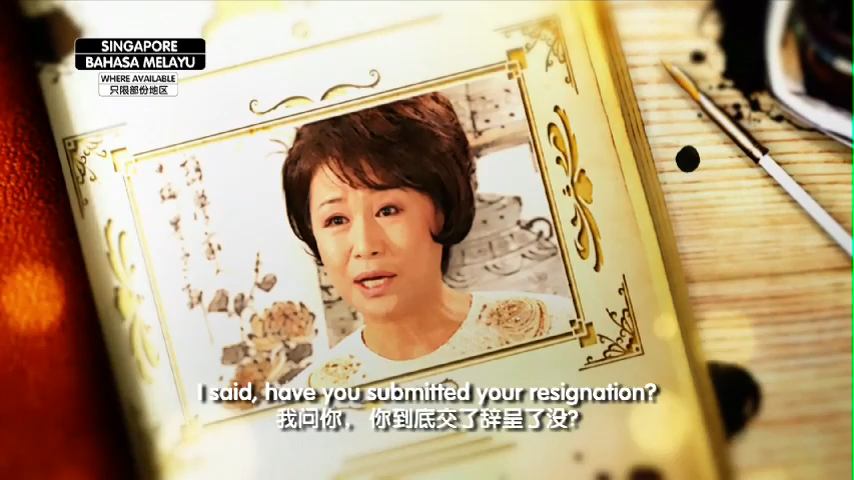 SINGAPORE
BAHASA MELAYU
WHERE AVAILABLE
只限部份地区
I said, have you submitted your resignation?
我问你，你到底交了辞呈了没?